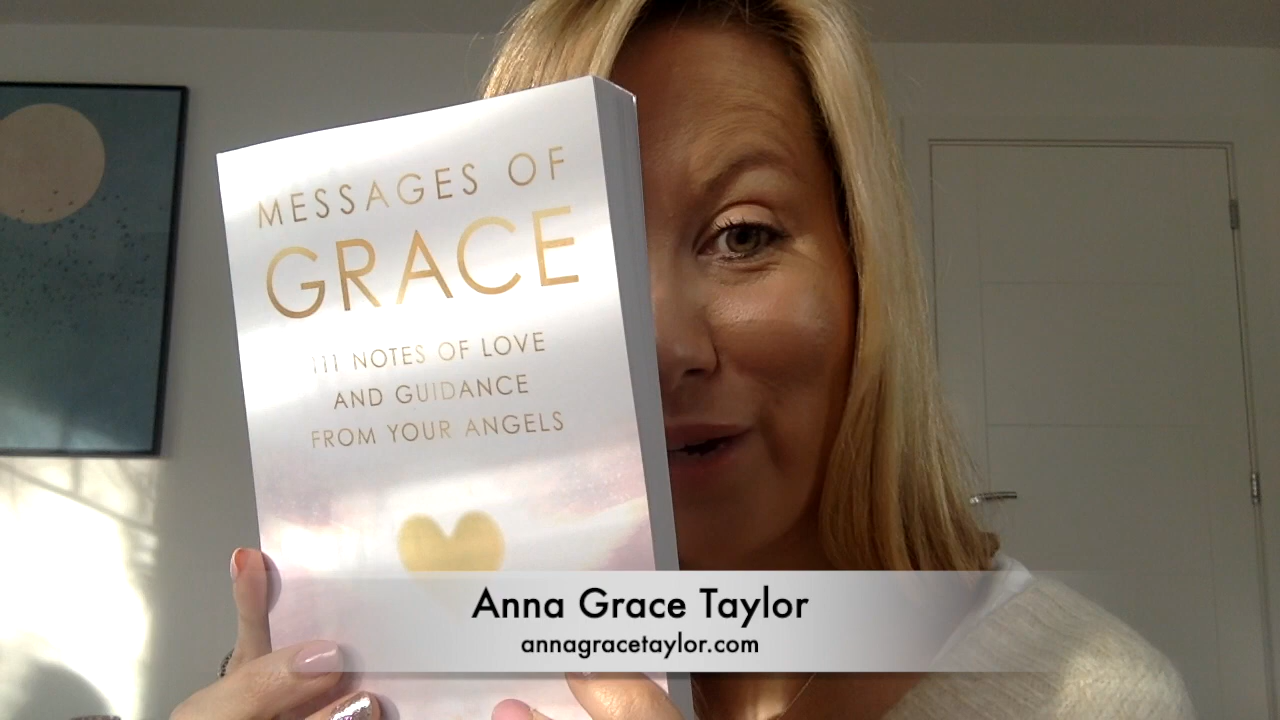 MESSAGES OF
GRACE
111 NOTES OF LOVE
AND GUIDANCE
FROM YOUR ANGELS
Anna Grace Taylor
annagracetaylor.com